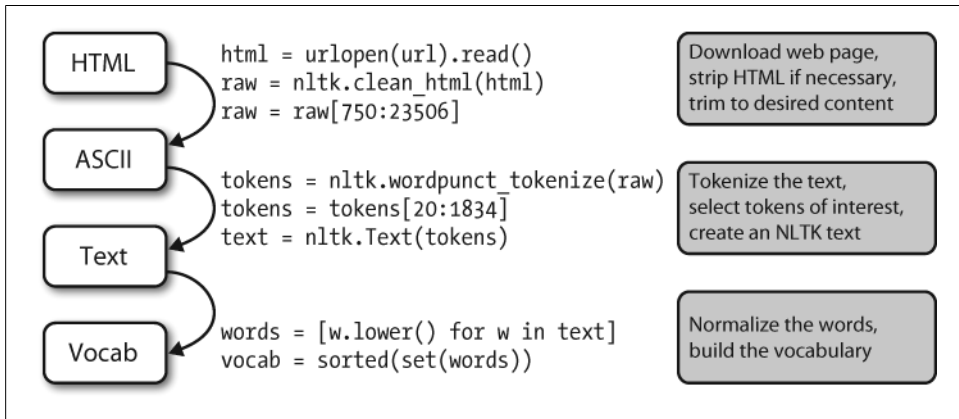 HTML
html = urlopen(url).read()
raw = nltk.clean_html(html)
raw = raw[750:23506]
Download web page,
strip HTML if necessary,
trim to desired content
ASCII
tokens = nltk.wordpunct_tokenize(raw)
tokens = tokens[20:1834]
text = nltk.Text(tokens)
Tokenize the text,
select tokens of interest,
create an NLTK text
Text
words = [w.lower() for w in text]
vocab = sorted(set(words))
Normalize the words,
build the vocabulary
Vocab